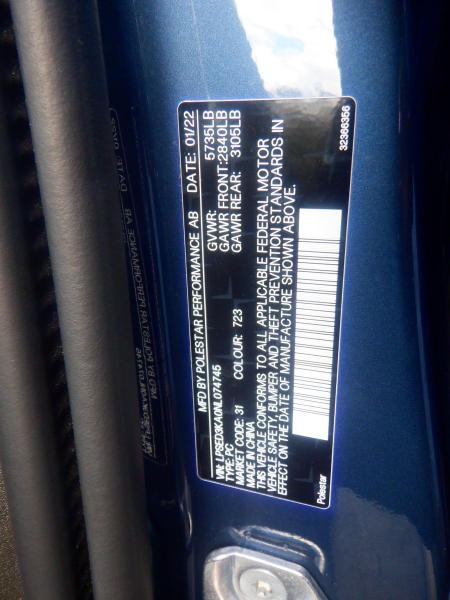 MFD BY POLESTAR PERFORMANCE AB DATE: 01/22
GVWR: 5735LB
GAWR FRONT: 2840LB
GAWR REAR: 3105LB
VIN: LPSED3KA0NL074745
TYPE: PC
MARKET CODE: 31 COLOUR: 723
MADE IN CHINA
THIS VEHICLE CONFORMS TO ALL APPLICABLE FEDERAL MOTOR
VEHICLE SAFETY, BUMPER AND THEFT PREVENTION STANDARDS IN
EFFECT ON THE DATE OF MANUFACTURE SHOWN ABOVE.
Polestar 32366356